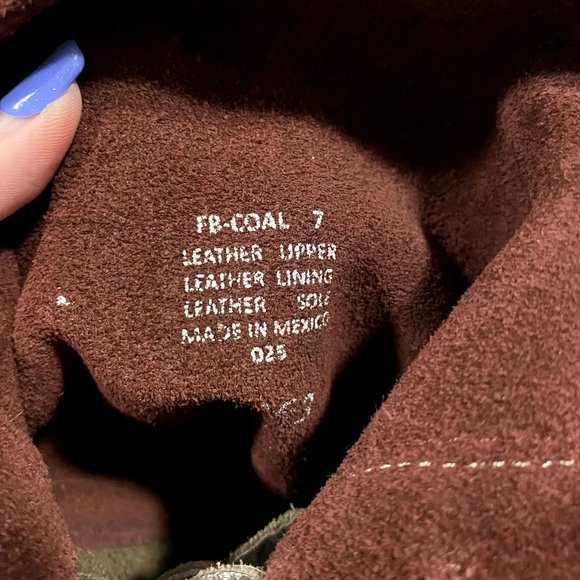 FB-COAL 7
LEATHER UPPER
LEATHER LINING
LEATHER SOLE
MADE IN MEXICO
025